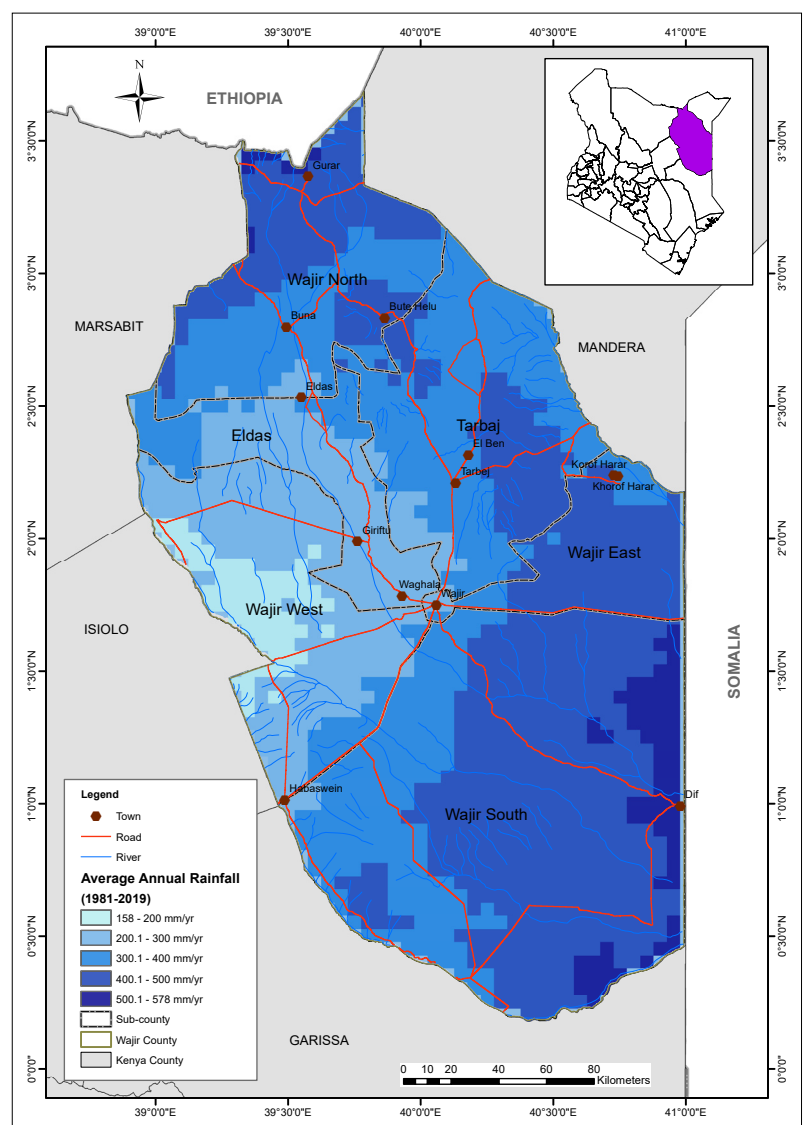 39°0'0"E
39°30'0"E
40°0'0"E
40°30'0"E
41°0'0"E
N
ETHIOPIA
3°30'0"N
3°30'0"N
Gurar
3°0'0"N
3°0'0"N
Wajir North
Bute Helu
Buna
MARSABIT
MANDERA
2°30'0"N
2°30'0"N
Eldas
Eldas
Tarbaj
El Ben
Tarbej
Korof Harar
Khorof Harar
2°0'0"N
2°0'0"N
Giriftu
Wajir East
Waghala
Wajir
Wajir West
ISIOLO
SOMALIA
1°30'0"N
1°30'0"N
Habaswein
Dif
Wajir South
1°0'0"N
1°0'0"N
Legend
Town
Road
River
Average Annual Rainfall
(1981-2019)
158 - 200 mm/yr
200.1 - 300 mm/yr
300.1 - 400 mm/yr
400.1 - 500 mm/yr
500.1 - 578 mm/yr
Sub-county
Wajir County
Kenya County
0°30'0"N
0°30'0"N
GARISSA
0 10 20 40 60 80
Kilometers
0°0'0"
0°0'0"
39°0'0"E
39°30'0"E
40°0'0"E
40°30'0"E
41°0'0"E